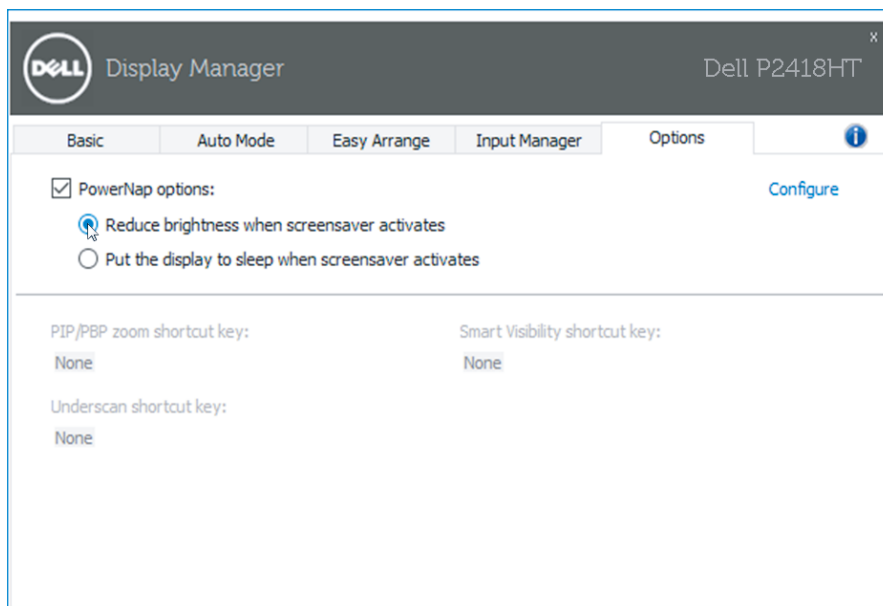 x
DELL Display Manager Dell P2418HT
Basic Auto Mode Easy Arrange Input Manager Options i
PowerNap options: Configure
Reduce brightness when screensaver activates
Put the display to sleep when screensaver activates
PIP/PBP zoom shortcut key: Smart Visibility shortcut key:
None None
Underscan shortcut key:
None